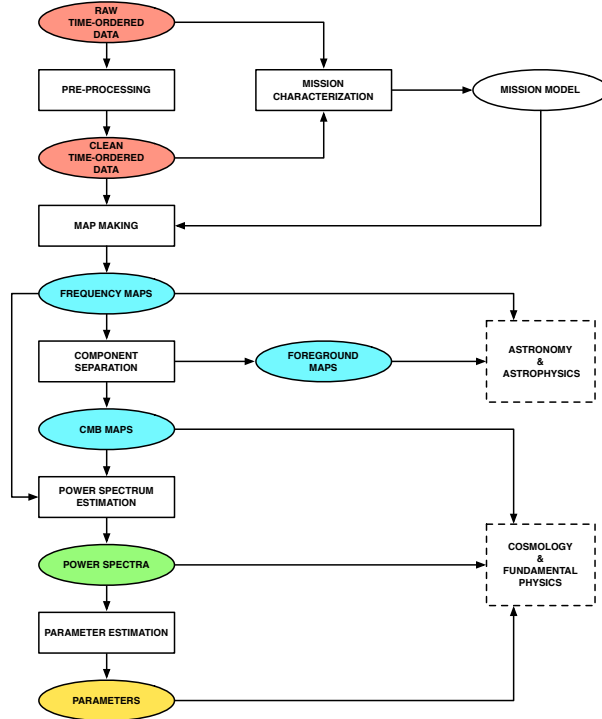 RAW
TIME-ORDERED
DATA
PRE-PROCESSING
MISSION
CHARACTERIZATION
MISSION MODEL
CLEAN
TIME-ORDERED
DATA
MAP MAKING
FREQUENCY MAPS
COMPONENT
SEPARATION
FOREGROUND
MAPS
ASTRONOMY
&
ASTROPHYSICS
CMB MAPS
POWER SPECTRUM
ESTIMATION
POWER SPECTRA
COSMOLOGY
&
FUNDAMENTAL
PHYSICS
PARAMETER ESTIMATION
PARAMETERS